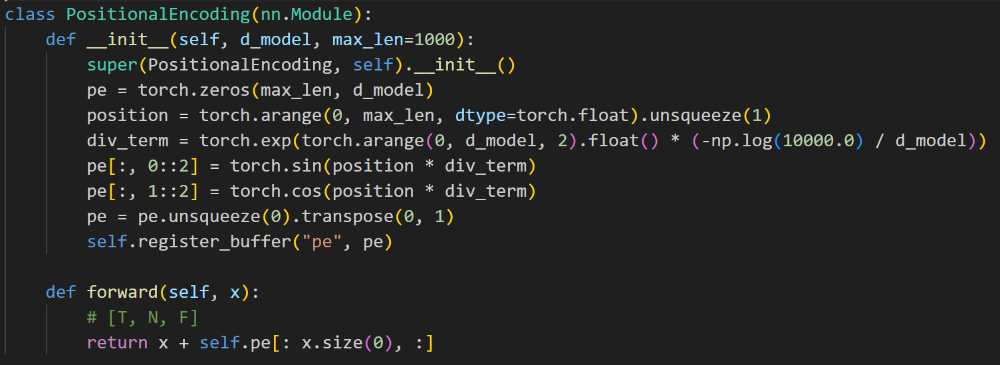 class PositionalEncoding(nn.Module):
    def __init__(self, d_model, max_len=1000):
        super(PositionalEncoding, self).__init__()
        pe = torch.zeros(max_len, d_model)
        position = torch.arange(0, max_len, dtype=torch.float).unsqueeze(1)
        div_term = torch.exp(torch.arange(0, d_model, 2).float() * (-np.log(10000.0) / d_model))
        pe[:, 0::2] = torch.sin(position * div_term)
        pe[:, 1::2] = torch.cos(position * div_term)
        pe = pe.unsqueeze(0).transpose(0, 1)
        self.register_buffer("pe", pe)

    def forward(self, x):
        # [T, N, F]
        return x + self.pe[: x.size(0), :]